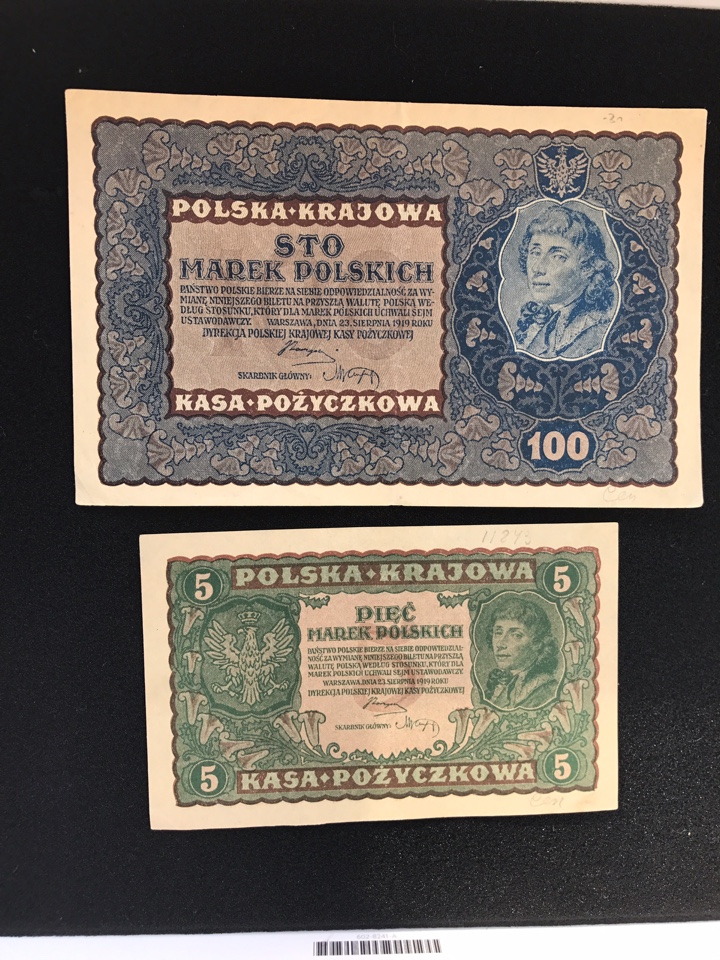 POLSKA·KRAJOWA
STO
MAREK POLSKICH
PAŃSTWO POLSKIE BIERZE NA SIEBIE ODPOWIEDZIALNOŚĆ ZA WY-
MIANĘ NINIEJSZEGO BILETU NA PRZYSZŁĄ WALUTĘ POLSKĄ WE-
DŁUG STOSUNKU, KTÓRY DLA MAREK POLSKICH UCHWALI SEJM
USTAWODAWCZY. WARSZAWA, DNIA 23. SIERPNIA 1919 ROKU
DYREKCJA POLSKIEJ KRAJOWEJ KASY POŻYCZKOWEJ
SKARBNIK GŁÓWNY:
KASA·POŻYCZKOWA
100
11843
5 POLSKA·KRAJOWA 5
PIĘĆ
MAREK POLSKICH
PAŃSTWO POLSKIE BIERZE NA SIEBIE ODPOWIEDZIAL-
NOŚĆ ZA WYMIANĘ NINIEJSZEGO BILETU NA PRZYSZŁĄ
WALUTĘ POLSKĄ WEDŁUG STOSUNKU, KTÓRY DLA
MAREK POLSKICH UCHWALI SEJM USTAWODAWCZY.
WARSZAWA DNIA 23 SIERPNIA 1919 ROKU
DYREKCJA POLSKIEJ KRAJOWEJ KASY POŻYCZKOWEJ
SKARBNIK GŁÓWNY:
5 KASA·POŻYCZKOWA 5